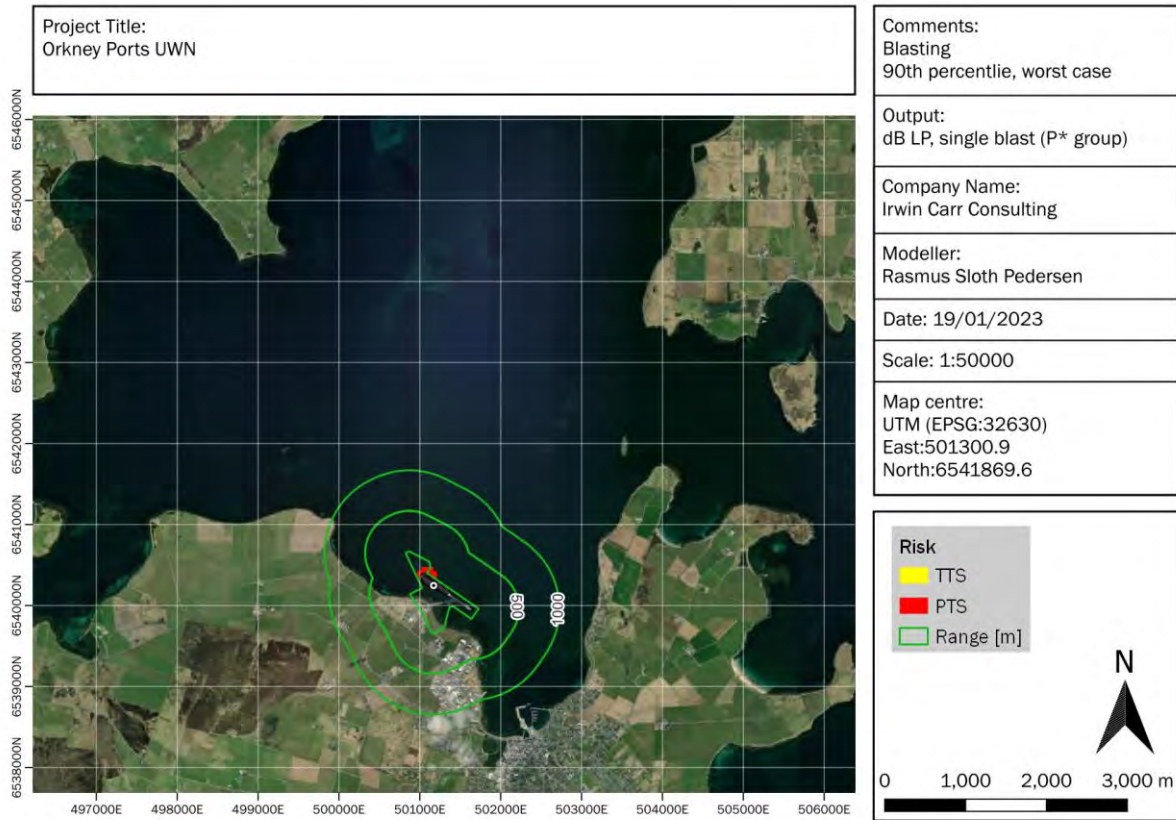 Project Title:
Orkney Ports UWN
Comments:
Blasting
90th percentlie, worst case
Output:
dB LP, single blast (P* group)
Company Name:
Irwin Carr Consulting
Modeller:
Rasmus Sloth Pedersen
Date: 19/01/2023
Scale: 1:50000
Map centre:
UTM (EPSG:32630)
East:501300.9
North:6541869.6
6546000N
6545000N
6544000N
6543000N
6542000N
6541000N
6540000N
6539000N
6538000N
500
1000
497000E 498000E 499000E 500000E 501000E 502000E 503000E 504000E 505000E 506000E
Risk
TTS
PTS
Range [m]
N
0 1,000 2,000 3,000 m